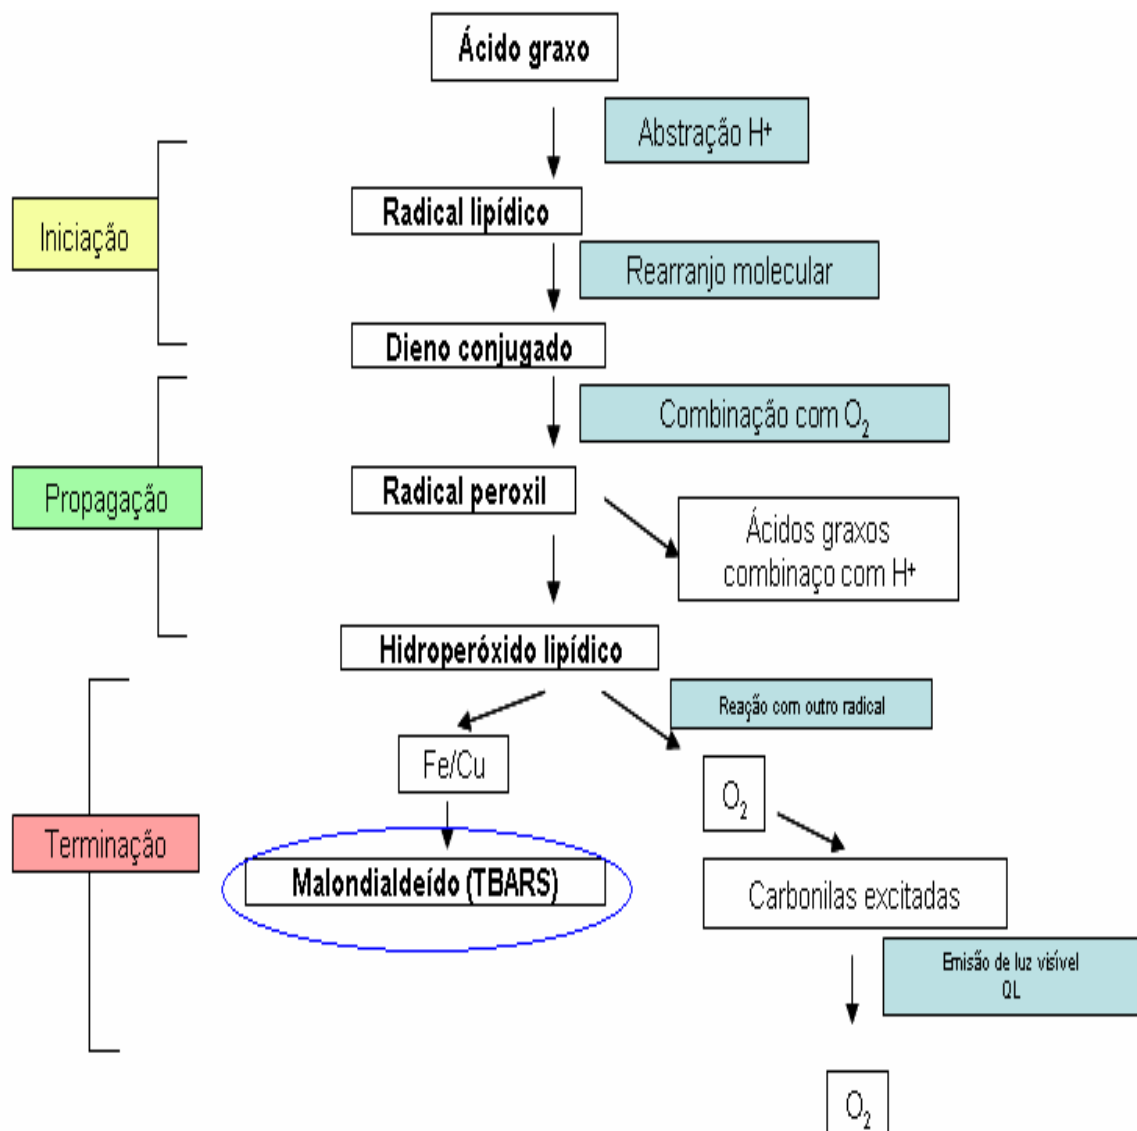 Ácido graxo
Abstração H⁺
Radical lipídico
Iniciação
Rearranjo molecular
Dieno conjugado
Combinação com O₂
Radical peroxil
Propagação
Ácidos graxos
combinaço com H⁺
Hidroperóxido lipídico
Reação com outro radical
Fe/Cu
O₂
Terminação
Malondialdeído (TBARS)
Carbonilas excitadas
Emisão de luz visível
QL
O₂